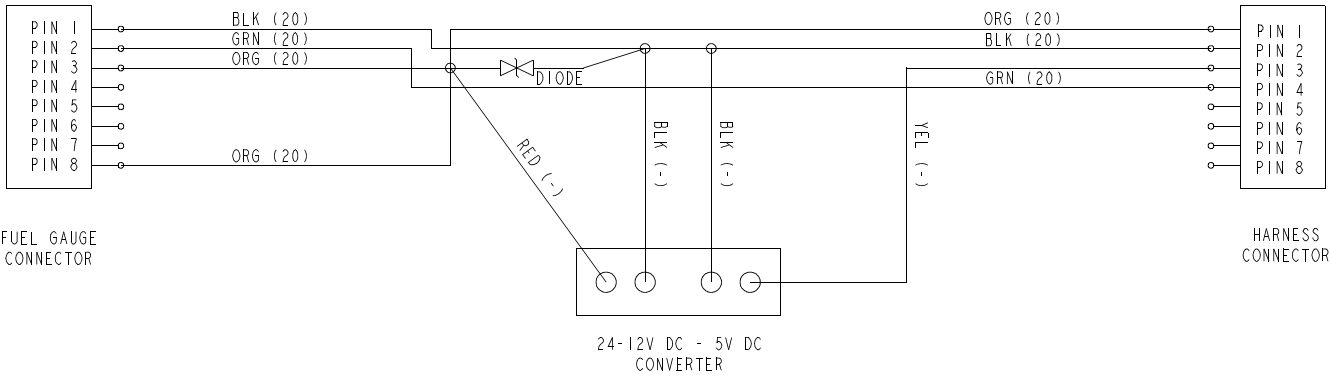 PIN 1
PIN 2
PIN 3
PIN 4
PIN 5
PIN 6
PIN 7
PIN 8
FUEL GAUGE
CONNECTOR
BLK (20)
GRN (20)
ORG (20)
ORG (20)
DIODE
RED (-)
BLK (-)
BLK (-)
YEL (-)
24-12V DC - 5V DC
CONVERTER
ORG (20)
BLK (20)
GRN (20)
PIN 1
PIN 2
PIN 3
PIN 4
PIN 5
PIN 6
PIN 7
PIN 8
HARNESS
CONNECTOR